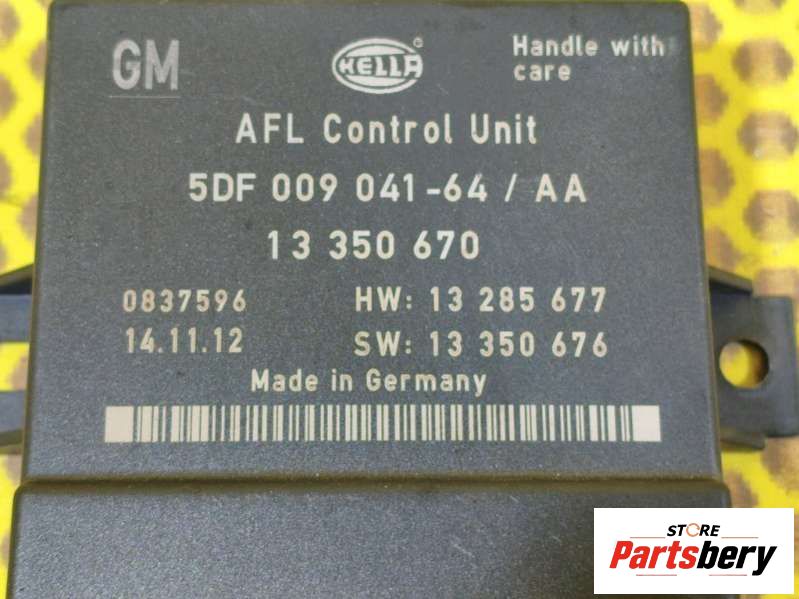 GM
HELLA ®
Handle with
care
AFL Control Unit
5DF 009 041-64 / AA
13 350 670
0837596
HW: 13 285 677
14.11.12
SW: 13 350 676
Made in Germany
STORE
Partsbery